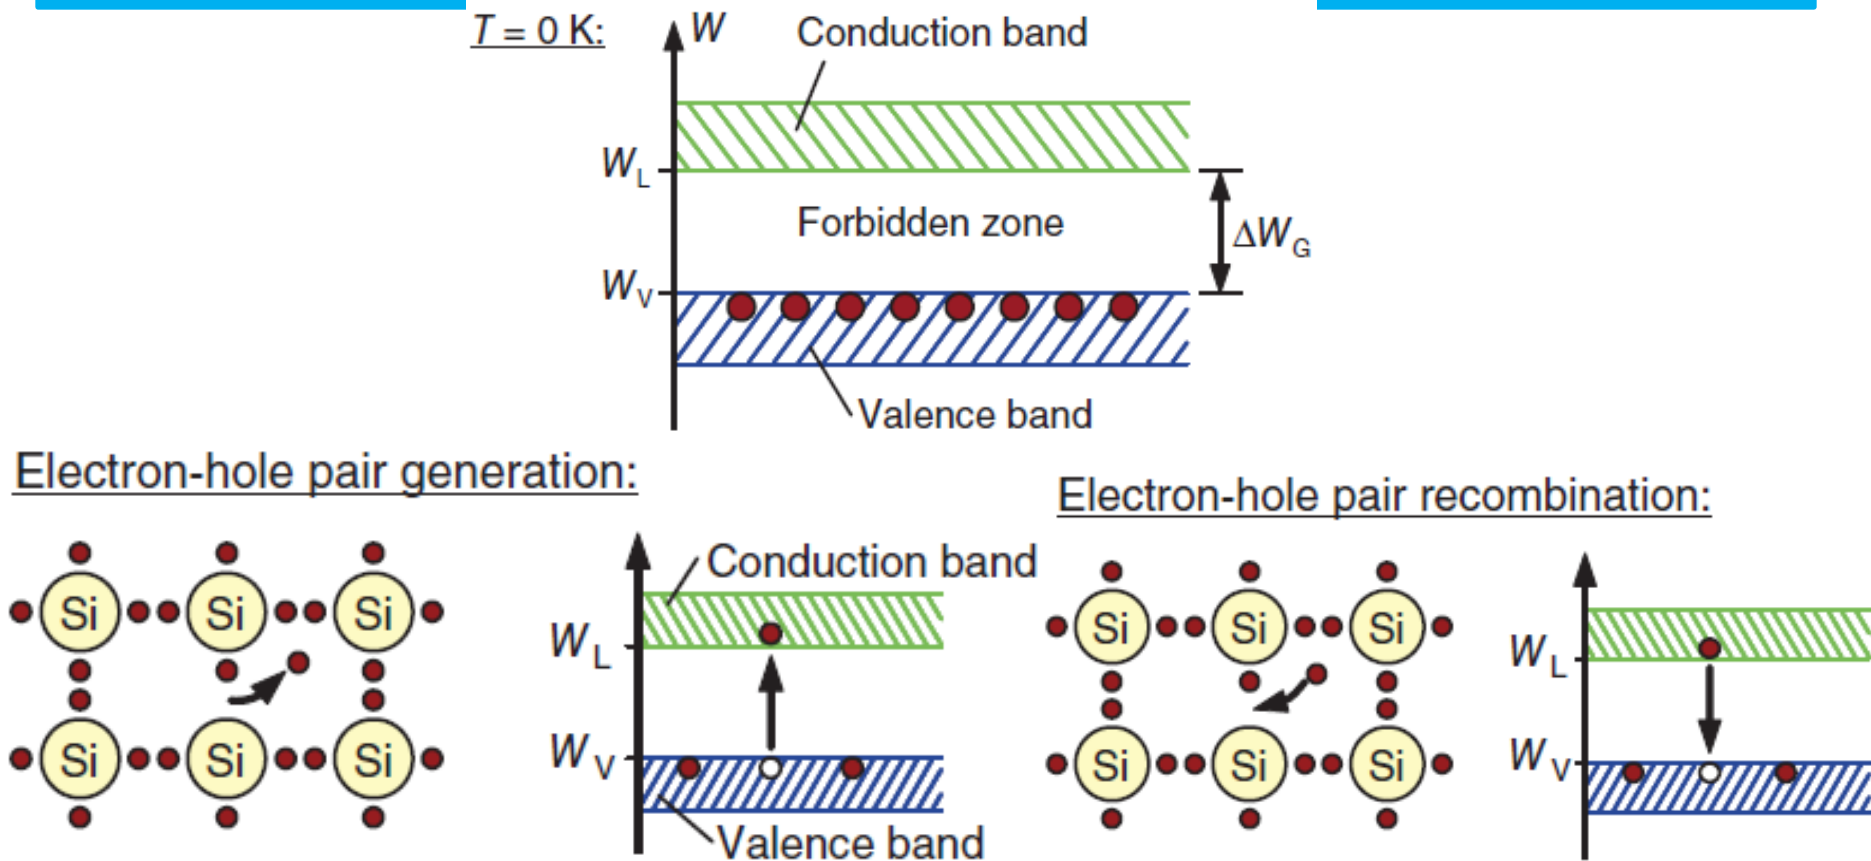 T = 0 K:
W
Conduction band
W_L
Forbidden zone
ΔW_G
W_V
Valence band
Electron-hole pair generation:
Si Si Si
Si Si Si
Conduction band
W_L
W_V
Valence band
Electron-hole pair recombination:
Si Si Si
Si Si Si
W_L
W_V